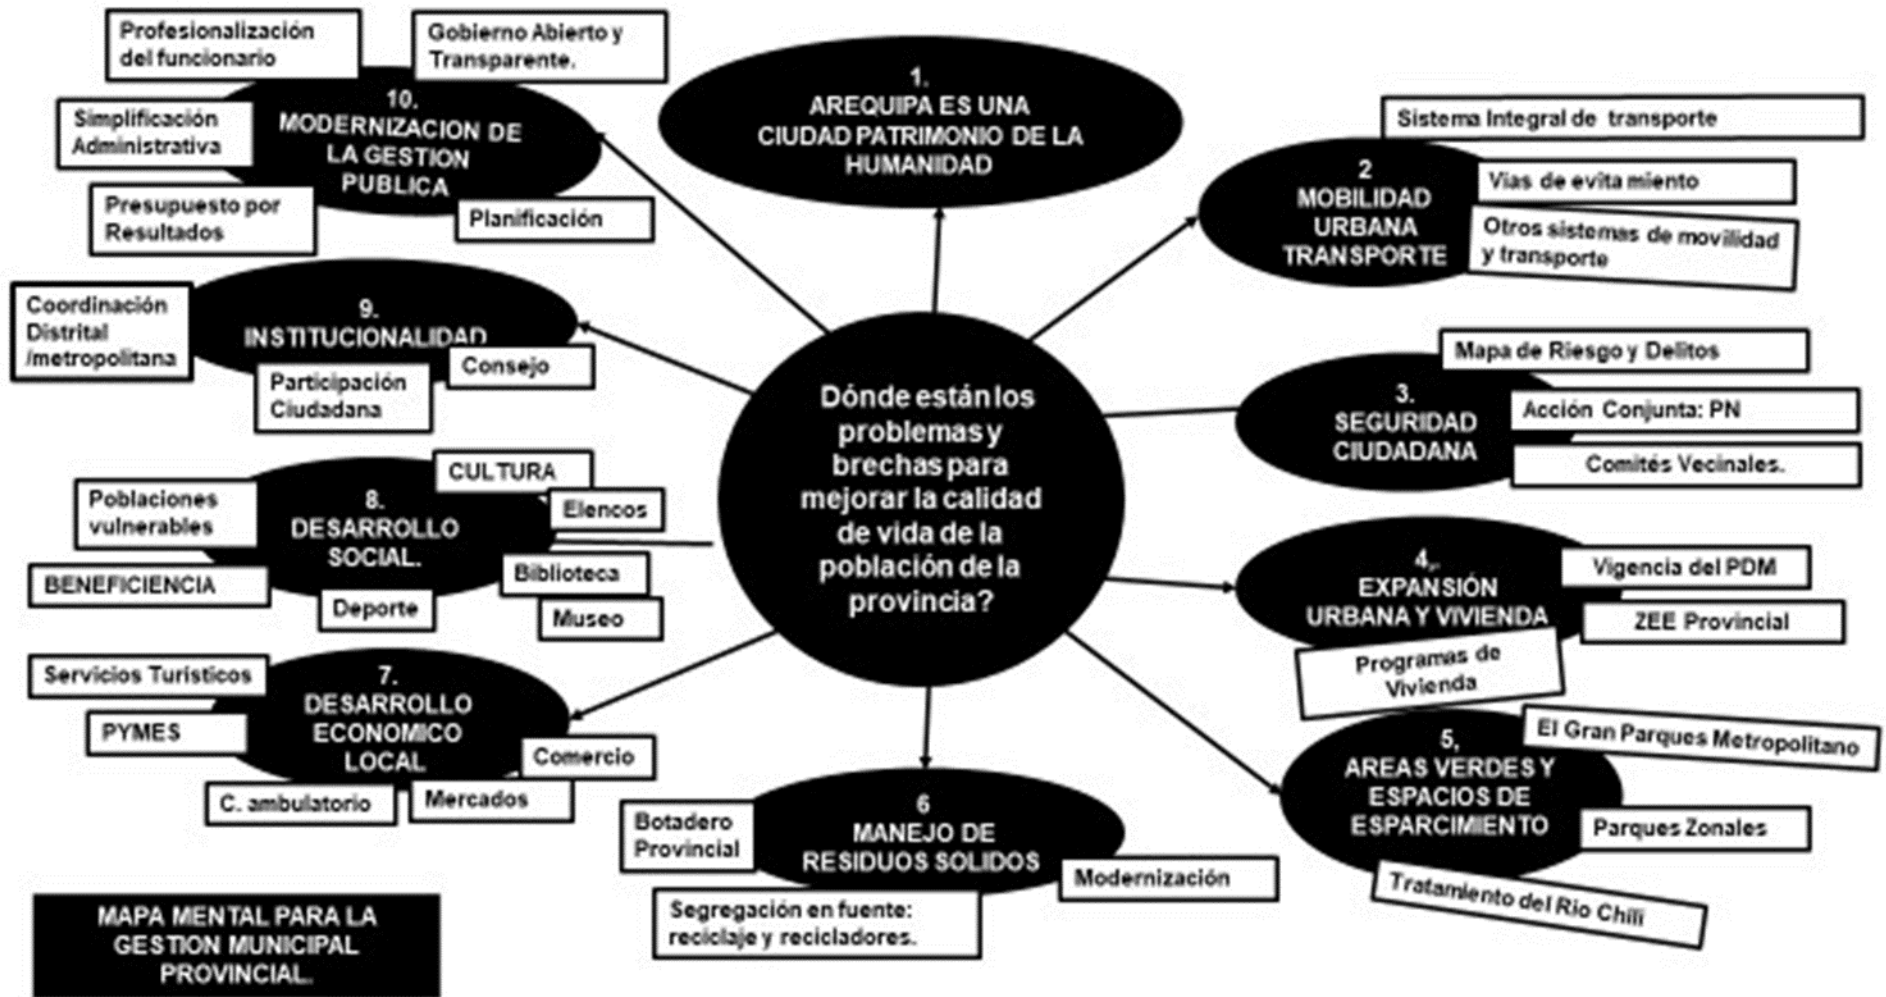 Profesionalización
del funcionario
Gobierno Abierto y
Transparente.
10.
MODERNIZACION DE
LA GESTION
PUBLICA
Simplificación
Administrativa
Presupuesto por
Resultados
Planificación
1.
AREQUIPA ES UNA
CIUDAD PATRIMONIO DE LA
HUMANIDAD
2
MOBILIDAD
URBANA
TRANSPORTE
Sistema Integral de transporte
Vias de evita miento
Otros sistemas de movilidad
y transporte
9.
INSTITUCIONALIDAD
Coordinación
Distrital
/metropolitana
Participación
Ciudadana
Consejo
Dónde están los
problemas y
brechas para
mejorar la calidad
de vida de la
población de la
provincia?
3.
SEGURIDAD
CIUDADANA
Mapa de Riesgo y Delitos
Acción Conjunta: PN
Comités Vecinales.
8.
DESARROLLO
SOCIAL.
CULTURA
Elencos
Biblioteca
Museo
Poblaciones
vulnerables
BENEFICIENCIA
Deporte
4,.
EXPANSIÓN
URBANA Y VIVIENDA
Vigencia del PDM
ZEE Provincial
Programas de
Vivienda
7.
DESARROLLO
ECONOMICO
LOCAL
Servicios Turísticos
PYMES
C. ambulatorio
Mercados
Comercio
5,
AREAS VERDES Y
ESPACIOS DE
ESPARCIMIENTO
El Gran Parques Metropolitano
Parques Zonales
Tratamiento del Rio Chili
6
MANEJO DE
RESIDUOS SOLIDOS
Botadero
Provincial
Modernización
Segregación en fuente:
reciclaje y recicladores.
MAPA MENTAL PARA LA
GESTION MUNICIPAL
PROVINCIAL.